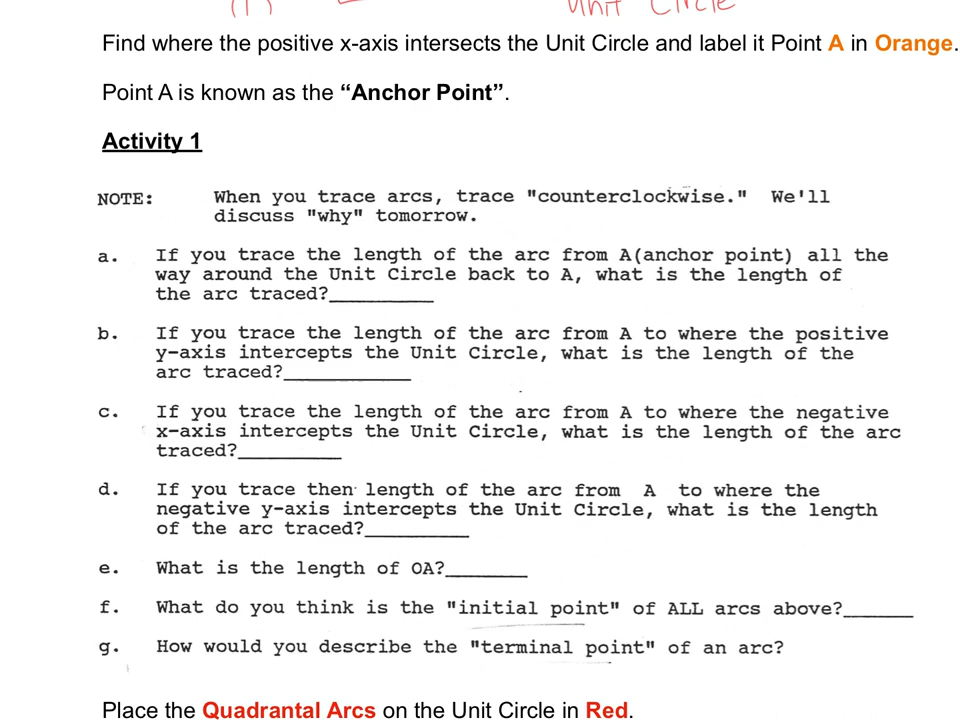 Unit Circle
Find where the positive x-axis intersects the Unit Circle and label it Point A in Orange.
Point A is known as the “Anchor Point”.
Activity 1
NOTE: When you trace arcs, trace "counterclockwise." We'll
discuss "why" tomorrow.
a. If you trace the length of the arc from A(anchor point) all the
way around the Unit Circle back to A, what is the length of
the arc traced?__________
b. If you trace the length of the arc from A to where the positive
y-axis intercepts the Unit Circle, what is the length of the
arc traced?___________
c. If you trace the length of the arc from A to where the negative
x-axis intercepts the Unit Circle, what is the length of the arc
traced?_________
d. If you trace then length of the arc from A to where the
negative y-axis intercepts the Unit Circle, what is the length
of the arc traced?_________
e. What is the length of OA?_______
f. What do you think is the "initial point" of ALL arcs above?______
g. How would you describe the "terminal point" of an arc?
Place the Quadrantal Arcs on the Unit Circle in Red.